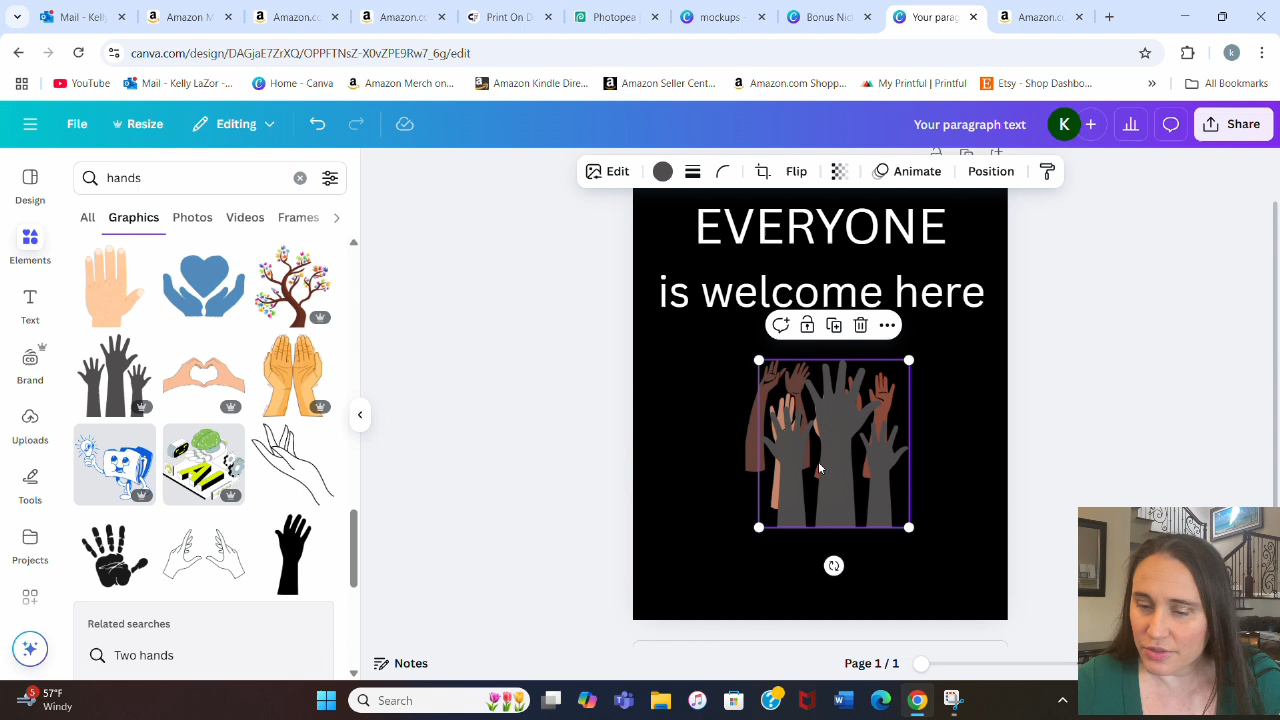 Mail - Kelly
Amazon M
Amazon.co
Amazon.co
Print On D
Photopea
mockups
Bonus Nic
Your parag
Amazon.co
canva.com/design/DAGjaE7ZrXQ/OPPFTNsZ-X0vZPE9Rw7_6g/edit
k
YouTube
Mail - Kelly LaZor -...
Home - Canva
Amazon Merch on...
Amazon Kindle Dire...
Amazon Seller Cent...
Amazon.com Shopp...
My Printful | Printful
Etsy - Shop Dashbo...
All Bookmarks
File
Resize
Editing
Your paragraph text
K
Share
Design
Elements
Text
Brand
Uploads
Tools
Projects
hands
All
Graphics
Photos
Videos
Frames
AI
Related searches
Two hands
Edit
Flip
Animate
Position
EVERYONE
is welcome here
Notes
Page 1 / 1
5
57°F
Windy
Search